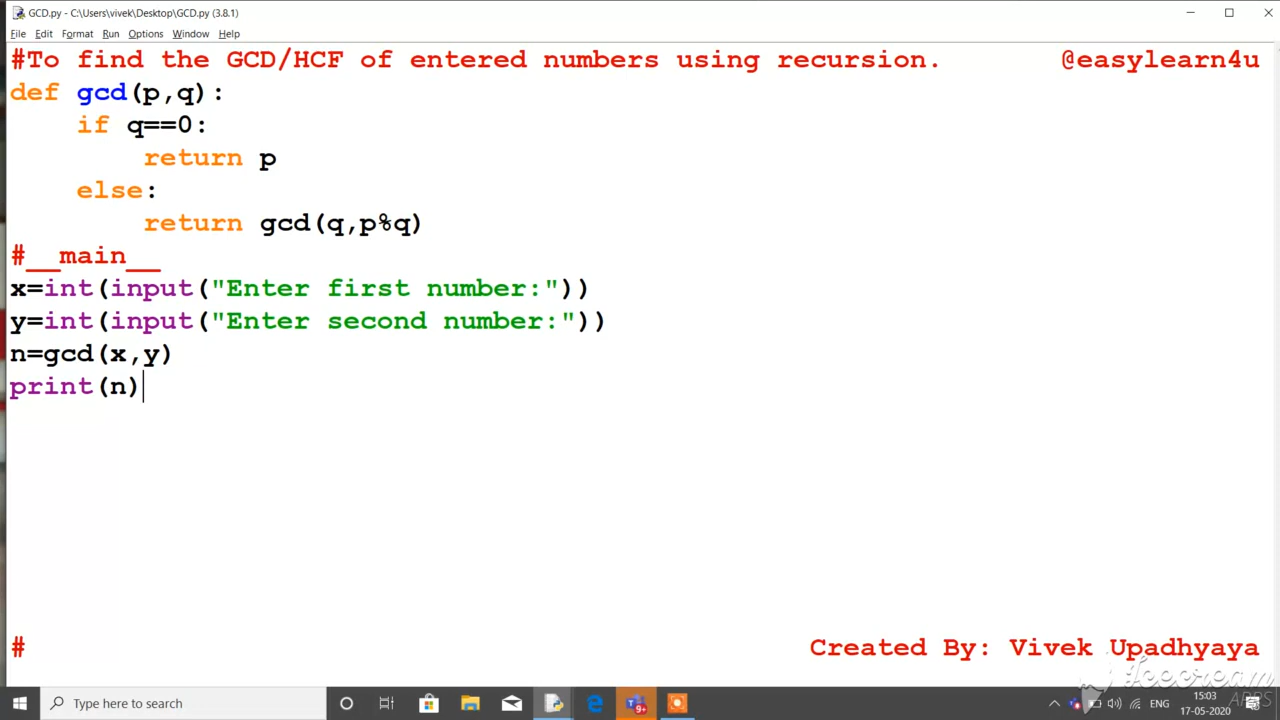 GCD.py - C:\Users\vivek\Desktop\GCD.py (3.8.1)
File Edit Format Run Options Window Help
#To find the GCD/HCF of entered numbers using recursion. @easylearn4u
def gcd(p,q):
    if q==0:
        return p
    else:
        return gcd(q,p%q)
#__main__
x=int(input("Enter first number:"))
y=int(input("Enter second number:"))
n=gcd(x,y)
print(n)
# Created By: Vivek Upadhyaya
Icecream
APPS
Type here to search
9+
ENG
15:03
17-05-2020